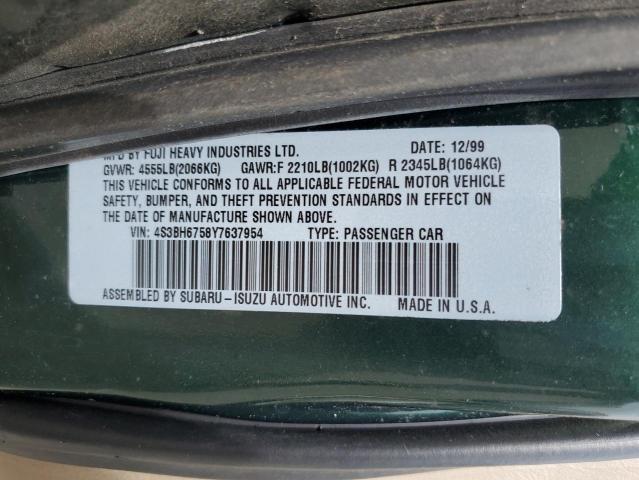 MFD BY FUJI HEAVY INDUSTRIES LTD. DATE: 12/99
GVWR: 4555LB(2066KG) GAWR:F 2210LB(1002KG) R 2345LB(1064KG)
THIS VEHICLE CONFORMS TO ALL APPLICABLE FEDERAL MOTOR VEHICLE
SAFETY, BUMPER, AND THEFT PREVENTION STANDARDS IN EFFECT ON
THE DATE OF MANUFACTURE SHOWN ABOVE.
VIN: 4S3BH6758Y7637954 TYPE: PASSENGER CAR
ASSEMBLED BY SUBARU-ISUZU AUTOMOTIVE INC. MADE IN U.S.A.